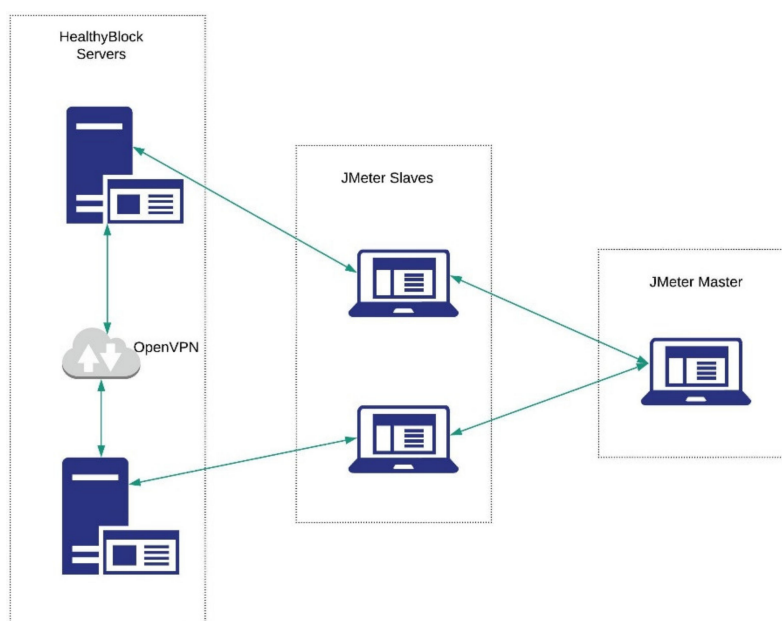 HealthyBlock
Servers
JMeter Slaves
JMeter Master
OpenVPN